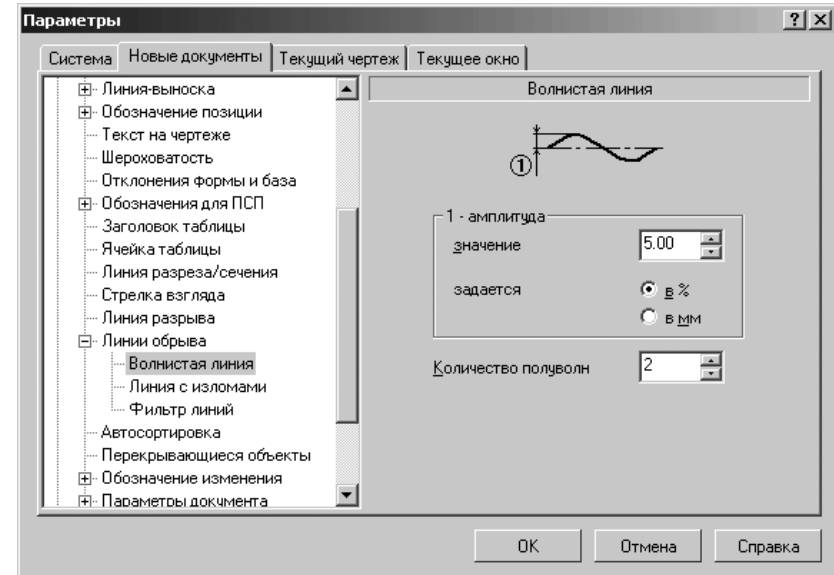 Параметры
Система Новые документы Текущий чертеж Текущее окно
Линия-выноска
Обозначение позиции
Текст на чертеже
Шероховатость
Отклонения формы и база
Обозначения для ПСП
Заголовок таблицы
Ячейка таблицы
Линия разреза/сечения
Стрелка взгляда
Линия разрыва
Линии обрыва
Волнистая линия
Линия с изломами
Фильтр линий
Автосортировка
Перекрывающиеся объекты
Обозначение изменения
Параметры документа
Волнистая линия
1
1 - амплитуда
значение 5.00
задается в %
в мм
Количество полуволн 2
OK Отмена Справка